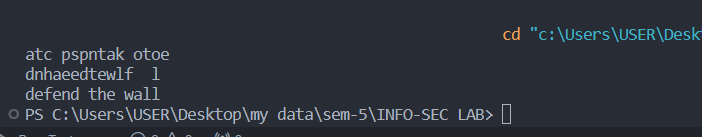 cd "c:\Users\USER\Desk
atc pspntak otoe
dnhaeedtewlf  l
defend the wall
PS C:\Users\USER\Desktop\my data\sem-5\INFO-SEC LAB>